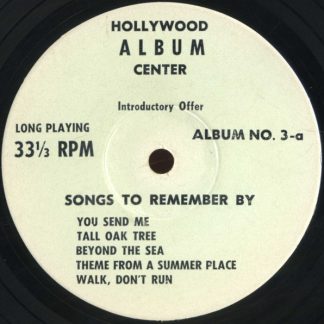 HOLLYWOOD
ALBUM
CENTER
Introductory Offer
LONG PLAYING
33⅓ RPM
ALBUM NO. 3-a
SONGS TO REMEMBER BY
YOU SEND ME
TALL OAK TREE
BEYOND THE SEA
THEME FROM A SUMMER PLACE
WALK, DON'T RUN